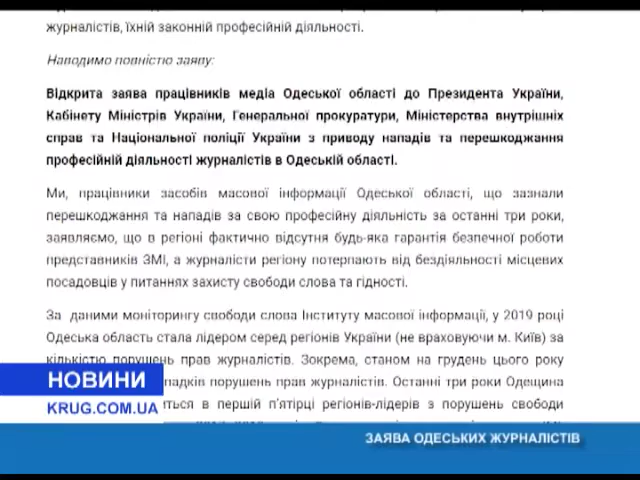 журналістів, їхній законній професійній діяльності.
Наводимо повністю заяву:
Відкрита заява працівників медіа Одеської області до Президента України,
Кабінету Міністрів України, Генеральної прокуратури, Міністерства внутрішніх
справ та Національної поліції України з приводу нападів та перешкоджання
професійній діяльності журналістів в Одеській області.
Ми, працівники засобів масової інформації Одеської області, що зазнали
перешкоджання та нападів за свою професійну діяльність за останні три роки,
заявляємо, що в регіоні фактично відсутня будь-яка гарантія безпечної роботи
представників ЗМІ, а журналісти регіону потерпають від бездіяльності місцевих
посадовців у питаннях захисту свободи слова та гідності.
За даними моніторингу свободи слова Інституту масової інформації, у 2019 році
Одеська область стала лідером серед регіонів України (не враховуючи м. Київ) за
кількістю порушень прав журналістів. Зокрема, станом на грудень цього року
порушень прав журналістів. Останні три роки Одещина
в першій п'ятірці регіонів-лідерів з порушень свободи
НОВИНИ
KRUG.COM.UA
ЗАЯВА ОДЕСЬКИХ ЖУРНАЛІСТІВ